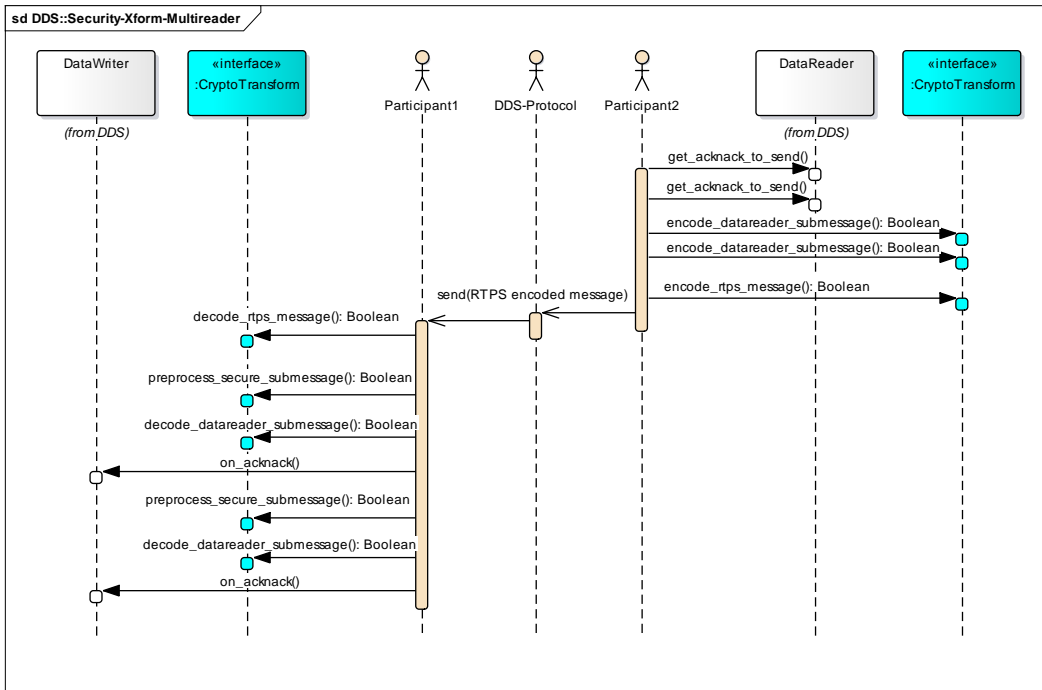 sd DDS::Security-Xform-Multireader
DataWriter
(from DDS)
«interface»
:CryptoTransform
Participant1
DDS-Protocol
Participant2
DataReader
(from DDS)
«interface»
:CryptoTransform
get_acknack_to_send()
get_acknack_to_send()
encode_datareader_submessage(): Boolean
encode_datareader_submessage(): Boolean
encode_rtps_message(): Boolean
send(RTPS encoded message)
decode_rtps_message(): Boolean
preprocess_secure_submessage(): Boolean
decode_datareader_submessage(): Boolean
on_acknack()
preprocess_secure_submessage(): Boolean
decode_datareader_submessage(): Boolean
on_acknack()